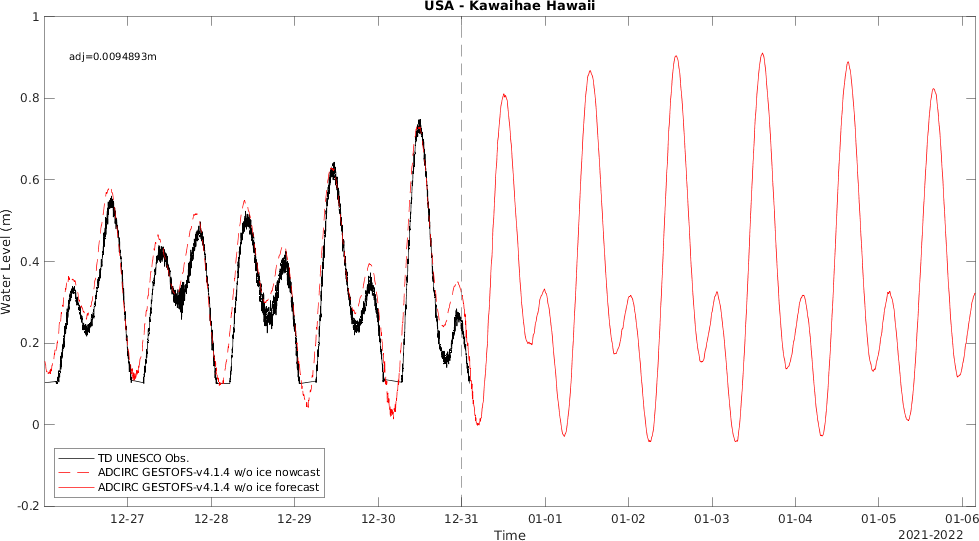 USA - Kawaihae Hawaii
adj=0.0094893m
1
0.8
0.6
0.4
0.2
0
-0.2
Water Level (m)
TD UNESCO Obs.
ADCIRC GESTOFS-v4.1.4 w/o ice nowcast
ADCIRC GESTOFS-v4.1.4 w/o ice forecast
12-27 12-28 12-29 12-30 12-31 01-01 01-02 01-03 01-04 01-05 01-06
Time
2021-2022